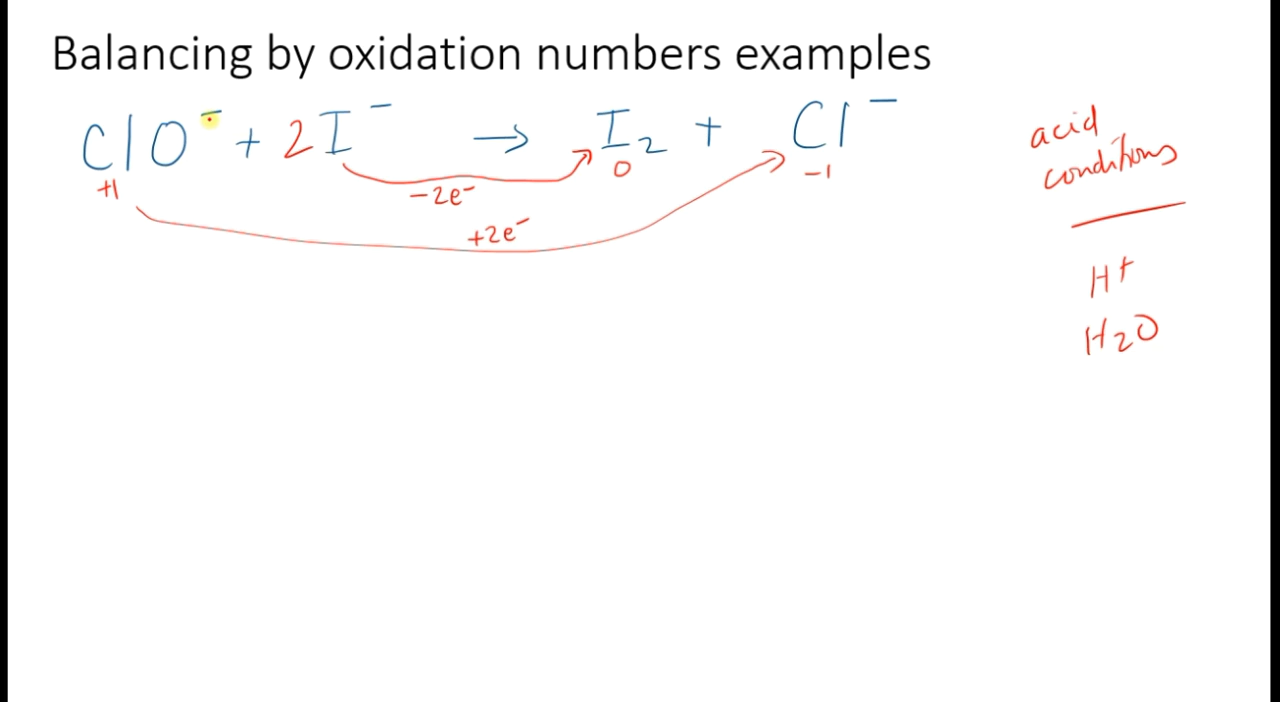 Balancing by oxidation numbers examples
ClO⁻ + 2I⁻ → I₂ + Cl⁻
+1 0 -1
-2e⁻
+2e⁻
acid
conditions
H+
H₂O